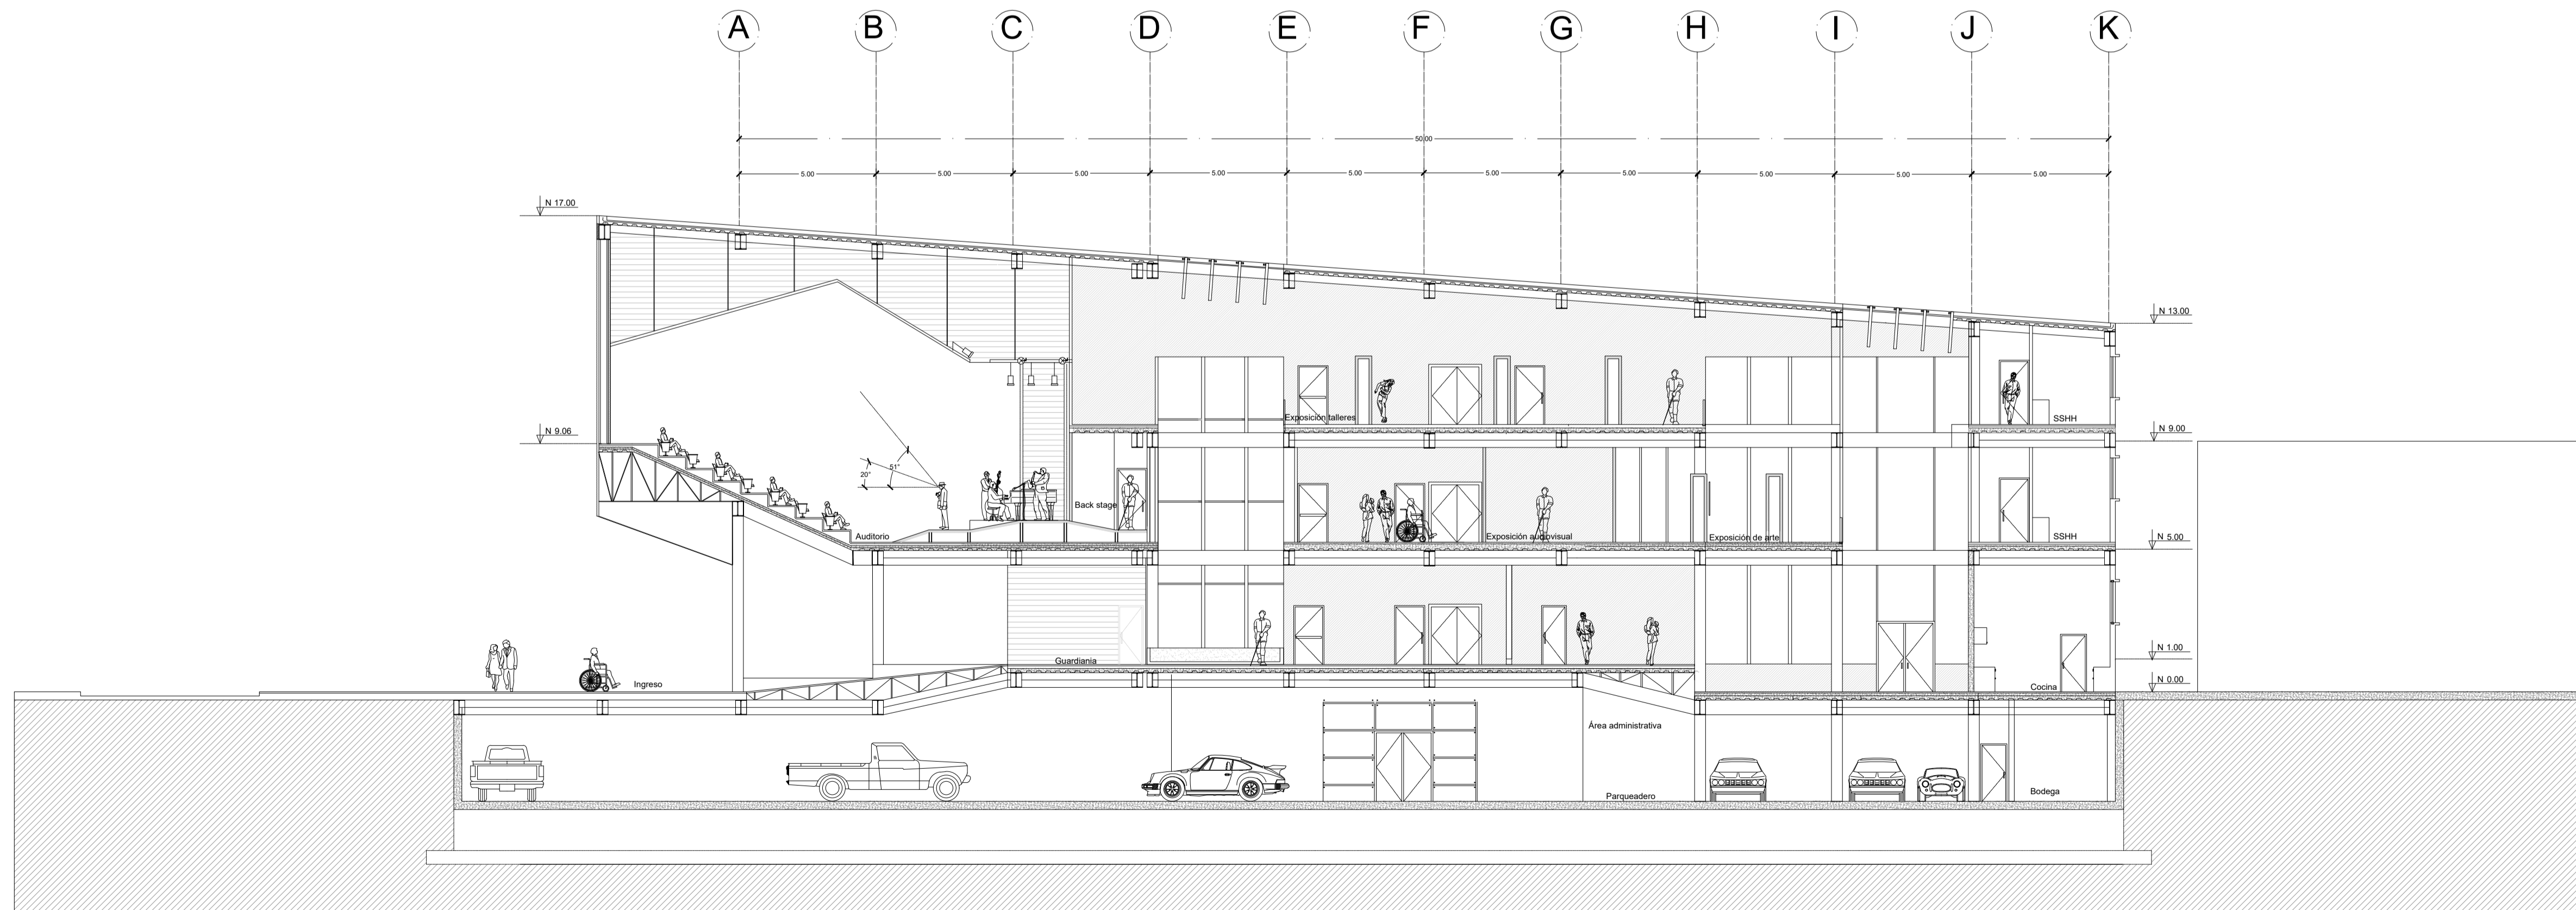 A B C D E F G H I J K
50.00
5.00 5.00 5.00 5.00 5.00 5.00 5.00 5.00 5.00 5.00
N 17.00
N 13.00
Exposición talleres
SSHH
N 9.06
N 9.00
20°
51°
Back stage
Auditorio
Exposición audiovisual
Exposición de arte
SSHH
N 5.00
N 1.00
Guardiania
N 0.00
Ingreso
Cocina
Área administrativa
Parqueadero
Bodega